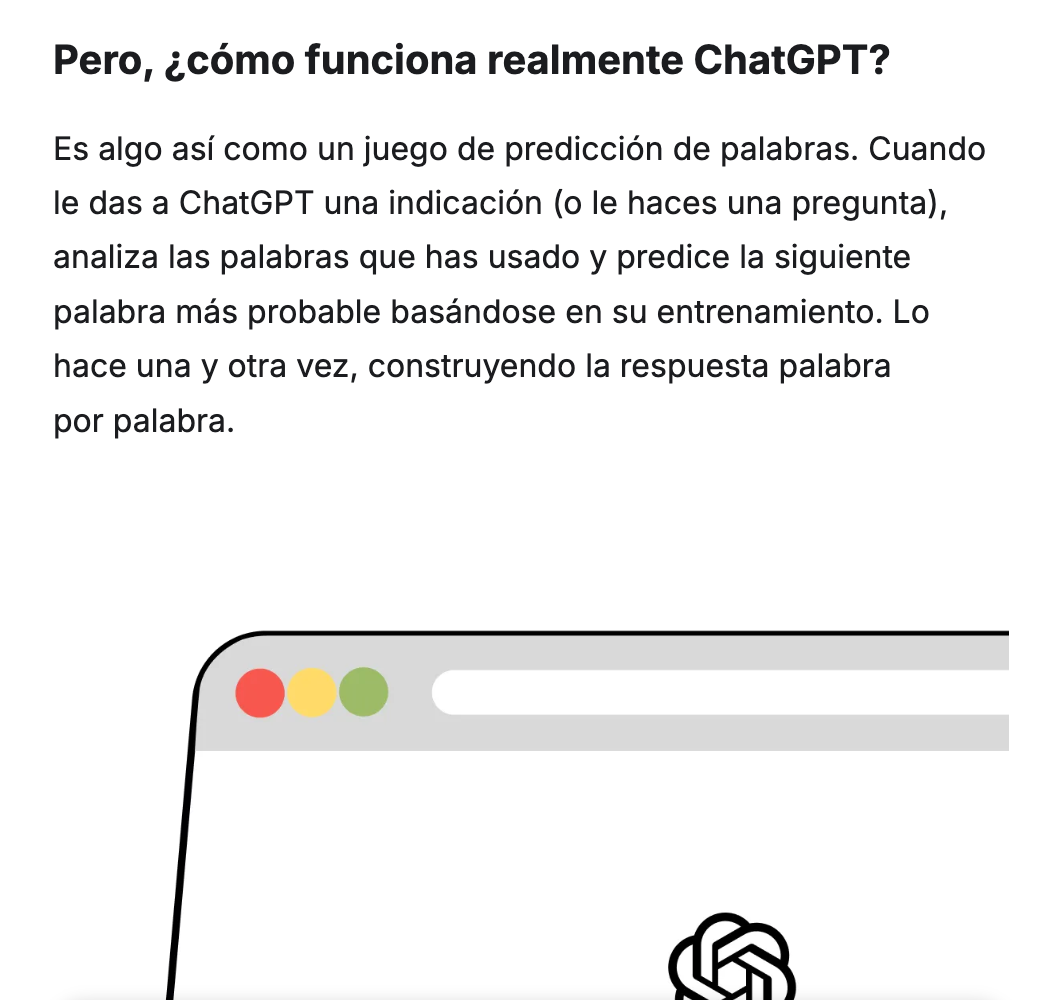 Pero, ¿cómo funciona realmente ChatGPT?
Es algo así como un juego de predicción de palabras. Cuando
le das a ChatGPT una indicación (o le haces una pregunta),
analiza las palabras que has usado y predice la siguiente
palabra más probable basándose en su entrenamiento. Lo
hace una y otra vez, construyendo la respuesta palabra
por palabra.